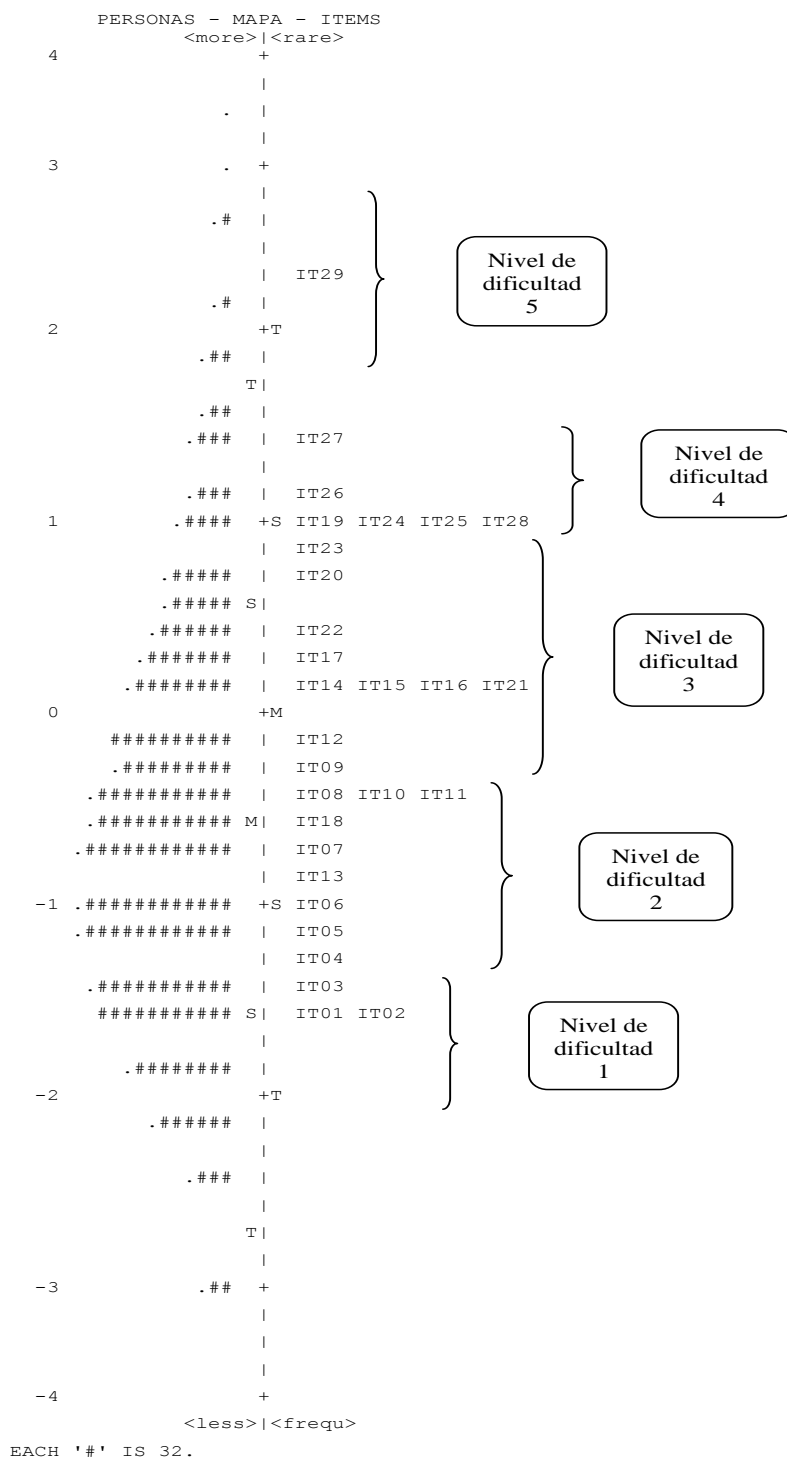 PERSONAS - MAPA - ITEMS
<more>|<rare>
4 +
|
. |
|
3 . +
|
.# |
|
| IT29
.# |
2 +T
.## |
T|
.## |
.### | IT27
|
.### | IT26
1 .#### +S IT19 IT24 IT25 IT28
| IT23
.##### | IT20
.##### S|
.###### | IT22
.####### | IT17
.######## | IT14 IT15 IT16 IT21
0 +M
########## | IT12
.######### | IT09
.########### | IT08 IT10 IT11
.########### M| IT18
.############ | IT07
| IT13
-1 .############ +S IT06
.############ | IT05
| IT04
.########### | IT03
########### S| IT01 IT02
|
.######## |
-2 +T
.###### |
|
.### |
|
T|
|
-3 .## +
|
|
|
-4 +
<less>|<frequ>
EACH '#' IS 32.
Nivel de
dificultad
5
Nivel de
dificultad
4
Nivel de
dificultad
3
Nivel de
dificultad
2
Nivel de
dificultad
1